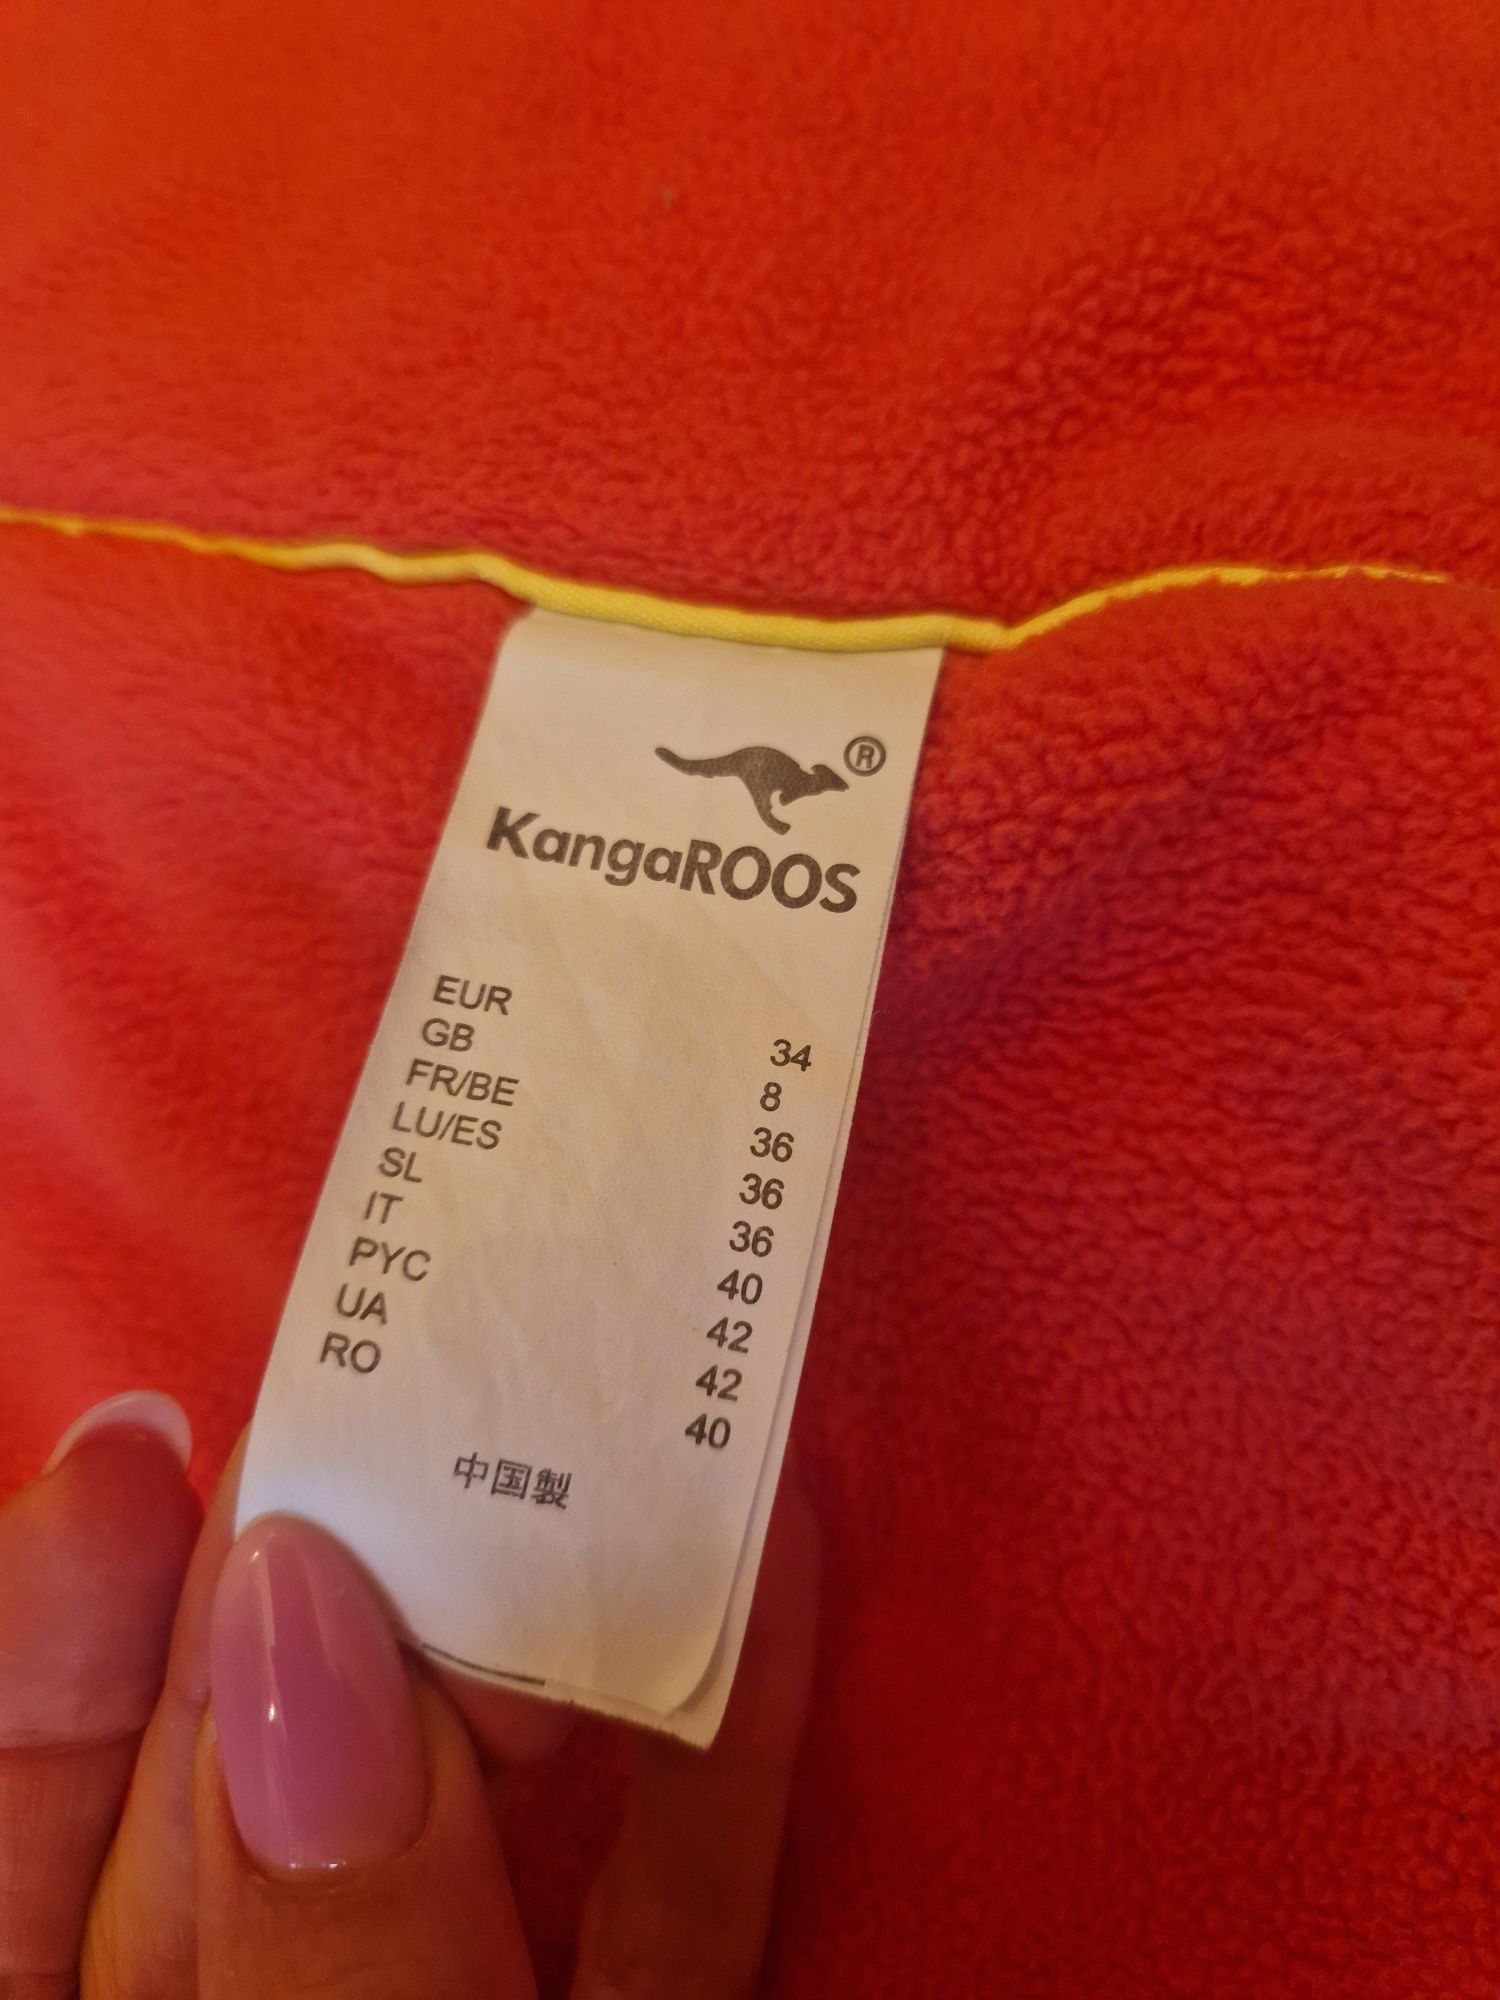 ®
KangaROOS
EUR 34
GB 8
FR/BE 36
LU/ES 36
SL 36
IT 40
РУС 42
UA 42
RO 40
中国製